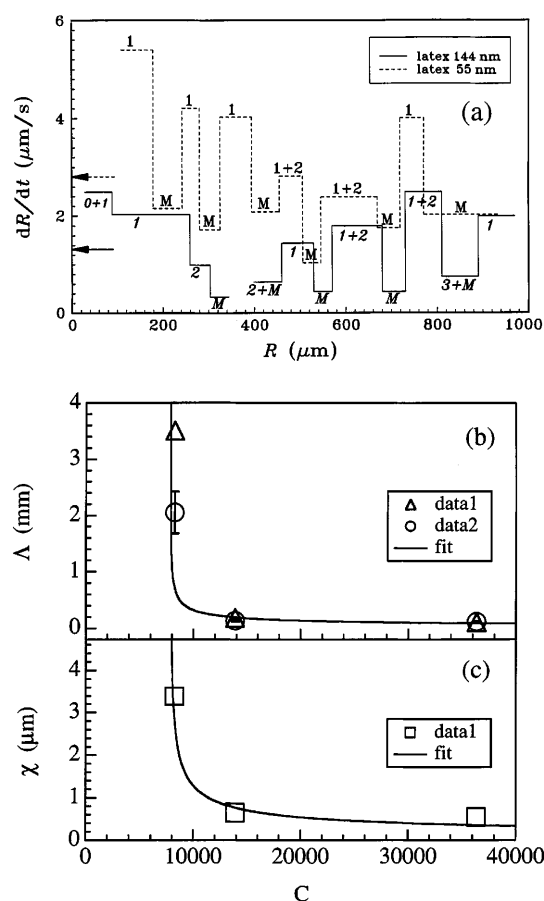 6
4
2
0
dR/dt (μm/s)
latex 144 nm
latex 55 nm
(a)
1
1
1
1+2
1+2
1
M
M
M
M
M
M
0+1
1
2
M
2+M
1
M
1+2
M
1+2
3+M
1
0 200 400 600 800 1000
R (μm)
4
3
2
1
0
Λ (mm)
(b)
data1
data2
fit
4
3
2
1
0
χ (μm)
(c)
data1
fit
0 10000 20000 30000 40000
C